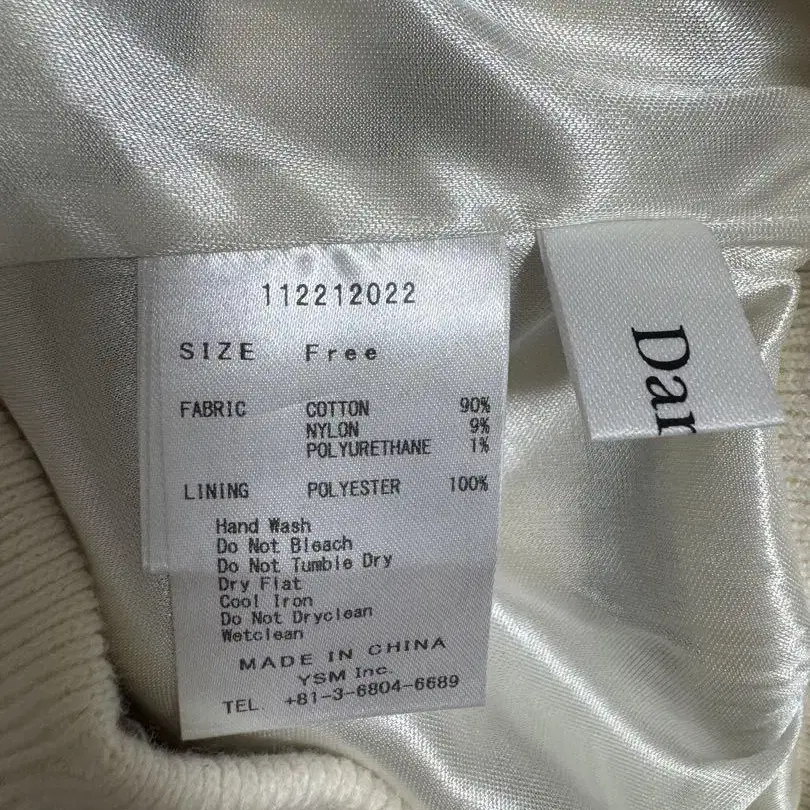 112212022
SIZE Free
FABRIC COTTON 90%
NYLON 9%
POLYURETHANE 1%
LINING POLYESTER 100%
Hand Wash
Do Not Bleach
Do Not Tumble Dry
Dry Flat
Cool Iron
Do Not Dryclean
Wetclean
MADE IN CHINA
YSM Inc.
TEL. +81-3-6804-6689
Dar